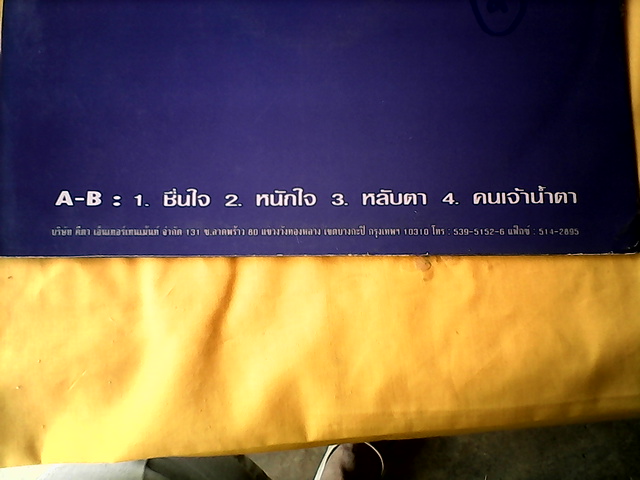 A-B : 1. ชื่นใจ 2. หนักใจ 3. หลับตา 4. คนเจ้าน้ำตา
บริษัท คีตา เอ็นเทอร์เทนเม้นท์ จำกัด 131 ซ.ลาดพร้าว 80 แขวงวังทองหลาง เขตบางกะปิ กรุงเทพฯ 10310 โทร : 539-5152-6 แฟ็กซ์ : 514-2895